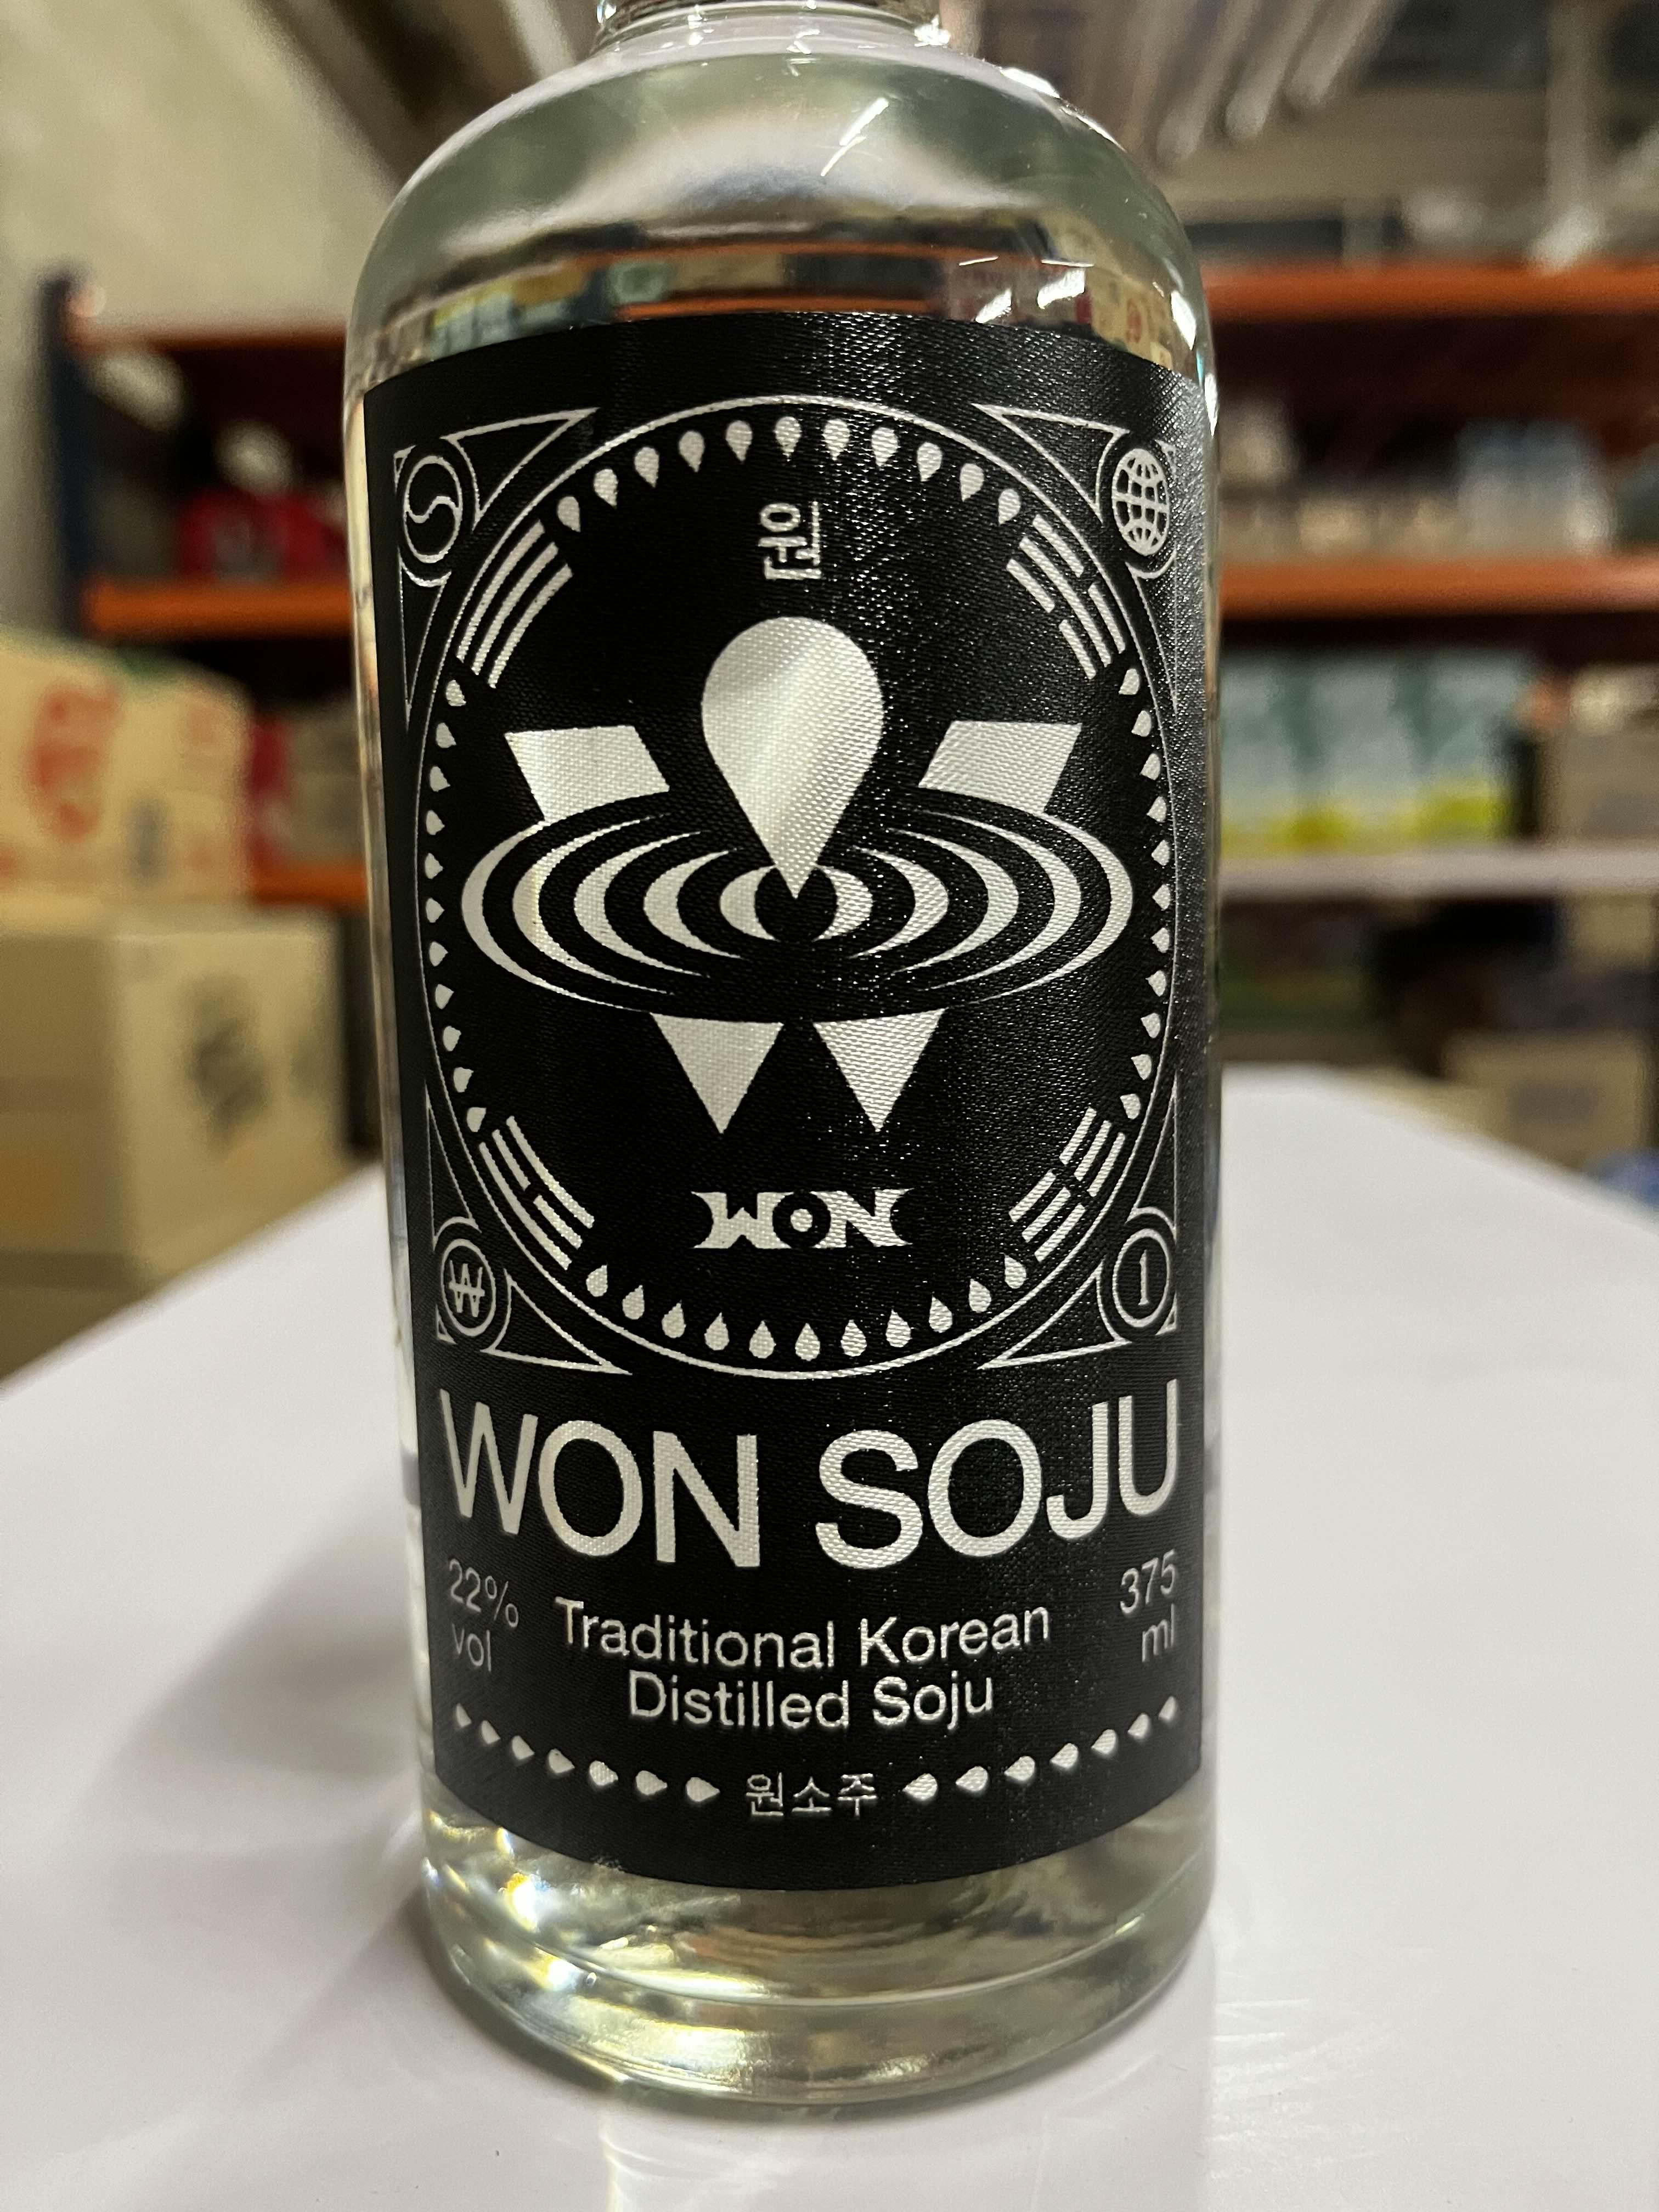 원
WON
₩
WON SOJU
22%
vol
Traditional Korean
Distilled Soju
375
ml
원소주